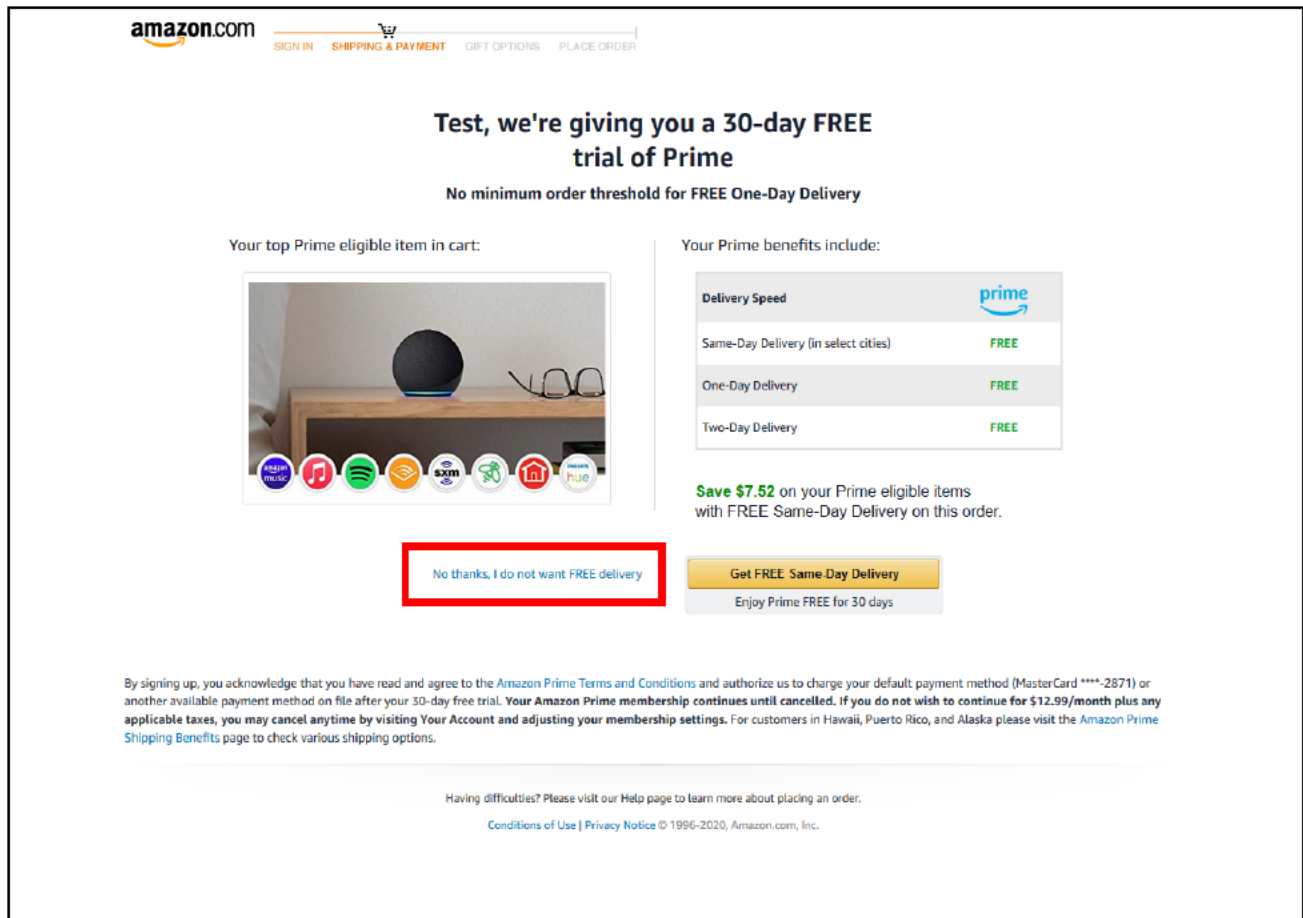 amazon.com
SIGN IN SHIPPING & PAYMENT GIFT OPTIONS PLACE ORDER
Test, we're giving you a 30-day FREE
trial of Prime
No minimum order threshold for FREE One-Day Delivery
Your top Prime eligible item in cart:
amazon music
sxm
PHILIPS hue
Your Prime benefits include:
Delivery Speed prime
Same-Day Delivery (in select cities) FREE
One-Day Delivery FREE
Two-Day Delivery FREE
Save $7.52 on your Prime eligible items
with FREE Same-Day Delivery on this order.
No thanks, I do not want FREE delivery
Get FREE Same-Day Delivery
Enjoy Prime FREE for 30 days
By signing up, you acknowledge that you have read and agree to the Amazon Prime Terms and Conditions and authorize us to charge your default payment method (MasterCard ****-2871) or
another available payment method on file after your 30-day free trial. Your Amazon Prime membership continues until cancelled. If you do not wish to continue for $12.99/month plus any
applicable taxes, you may cancel anytime by visiting Your Account and adjusting your membership settings. For customers in Hawaii, Puerto Rico, and Alaska please visit the Amazon Prime
Shipping Benefits page to check various shipping options.
Having difficulties? Please visit our Help page to learn more about placing an order.
Conditions of Use | Privacy Notice © 1996-2020, Amazon.com, Inc.